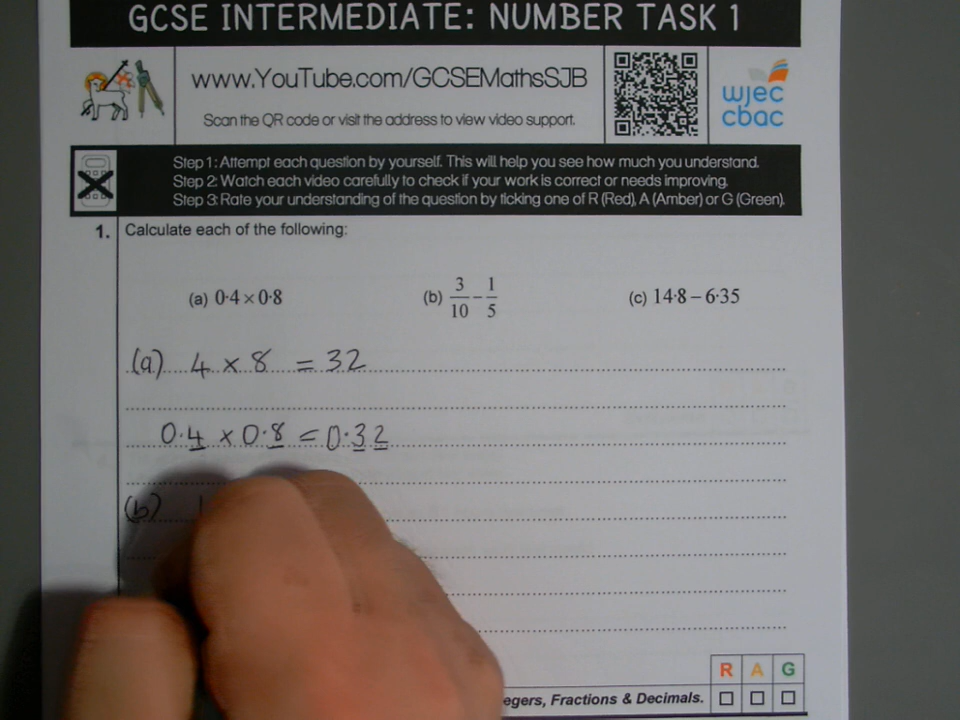 GCSE INTERMEDIATE: NUMBER TASK 1
www.YouTube.com/GCSEMathsSJB
Scan the QR code or visit the address to view video support.
wjec
cbac
Step 1: Attempt each question by yourself. This will help you see how much you understand.
Step 2: Watch each video carefully to check if your work is correct or needs improving.
Step 3: Rate your understanding of the question by ticking one of R (Red), A (Amber) or G (Green).
1. Calculate each of the following:
(a) 0·4 × 0·8 (b) 3/10 − 1/5 (c) 14·8 − 6·35
(a) 4 × 8 = 32
0·4 × 0·8 = 0·32
(b)
R A G
Fractions & Decimals.